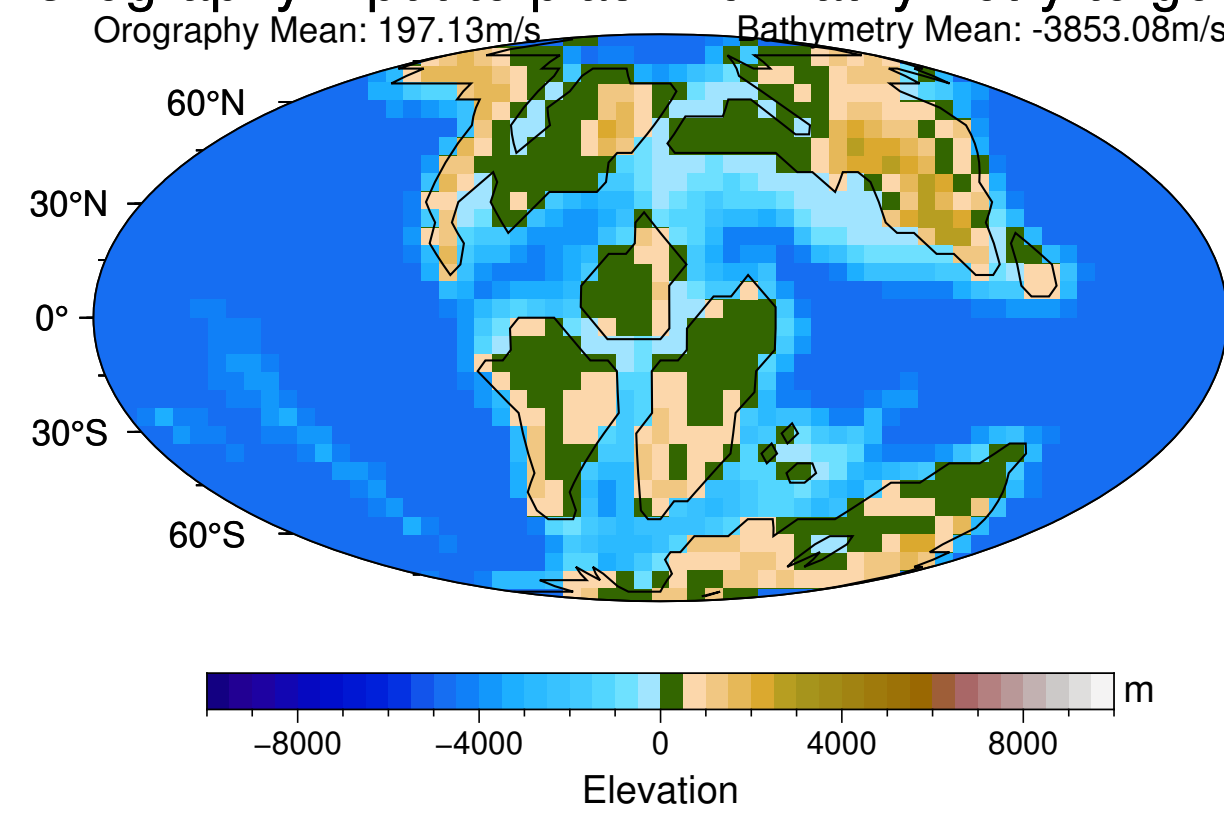 Orography Mean: 197.13m/s Bathymetry Mean: -3853.08m/s
60°N
30°N
0°
30°S
60°S
m
−8000 −4000 0 4000 8000
Elevation